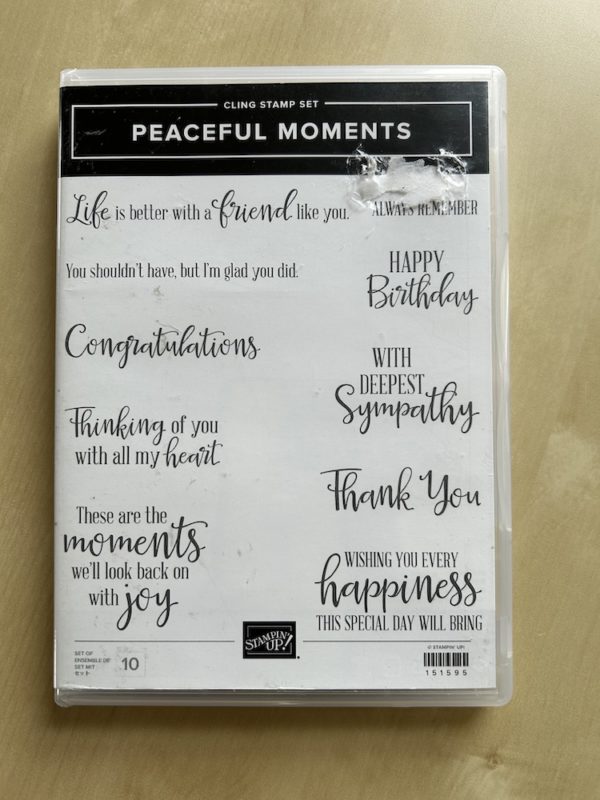 CLING STAMP SET
PEACEFUL MOMENTS
Life is better with a friend like you.
ALWAYS REMEMBER
You shouldn't have, but I'm glad you did.
HAPPY
Birthday
Congratulations
WITH
DEEPEST
Sympathy
Thinking of you
with all my heart
Thank You
These are the
moments
we'll look back on
with joy
WISHING YOU EVERY
happiness
THIS SPECIAL DAY WILL BRING
STAMPIN' UP!
SET OF
ENSEMBLE DE
SET MIT
セット
10
© STAMPIN' UP!
151595